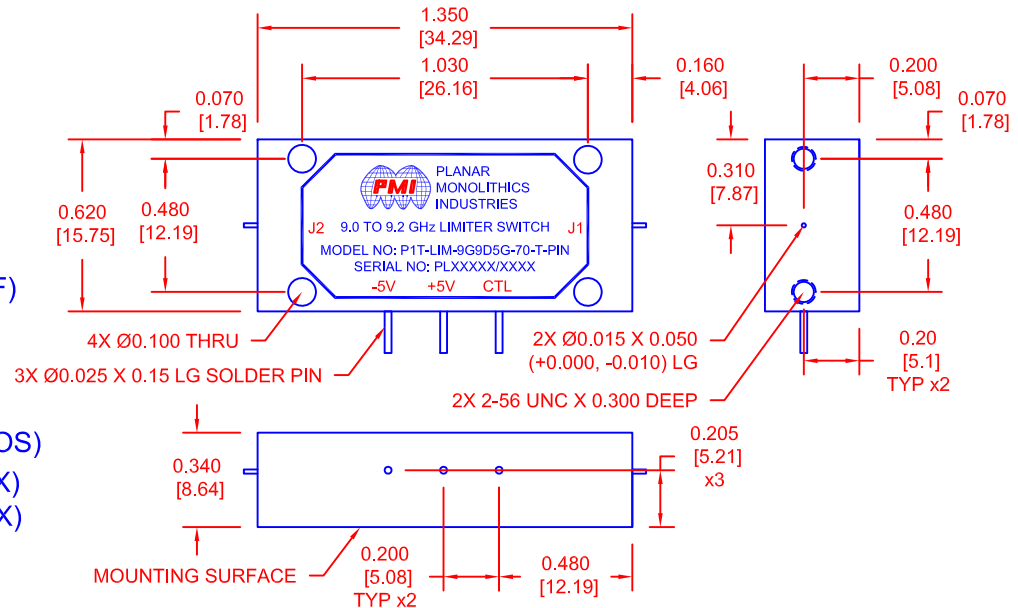 1.350
[34.29]
1.030
[26.16]
0.160
[4.06]
0.200
[5.08]
0.070
[1.78]
0.070
[1.78]
0.310
[7.87]
0.620
[15.75]
0.480
[12.19]
0.480
[12.19]
PMI
PLANAR
MONOLITHICS
INDUSTRIES
J2 9.0 TO 9.2 GHz LIMITER SWITCH J1
MODEL NO: P1T-LIM-9G9D5G-70-T-PIN
SERIAL NO: PLXXXXX/XXXX
-5V +5V CTL
F)
4X Ø0.100 THRU
2X Ø0.015 X 0.050
(+0.000, -0.010) LG
0.20
[5.1]
TYP x2
3X Ø0.025 X 0.15 LG SOLDER PIN
2X 2-56 UNC X 0.300 DEEP
OS)
X)
X)
0.340
[8.64]
0.205
[5.21]
x3
MOUNTING SURFACE
0.200
[5.08]
TYP x2
0.480
[12.19]